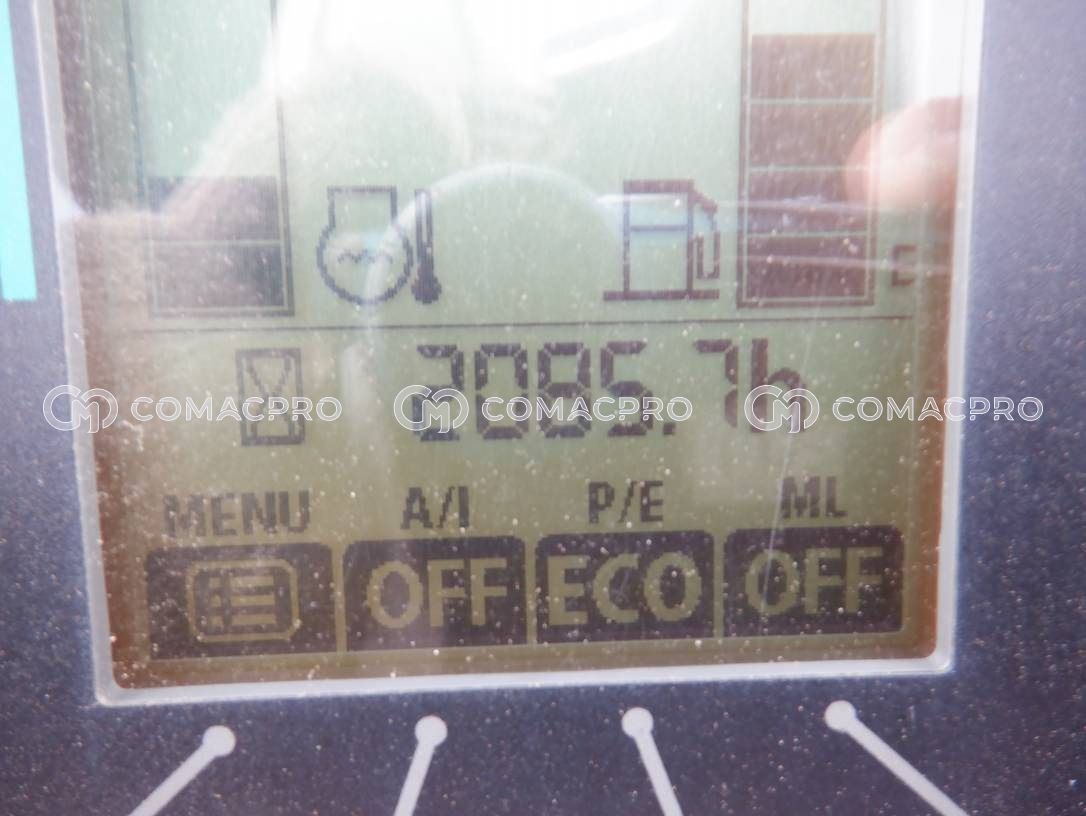 E
2085.7h
COMACPRO COMACPRO COMACPRO
MENU A/I P/E ML
OFF ECO OFF